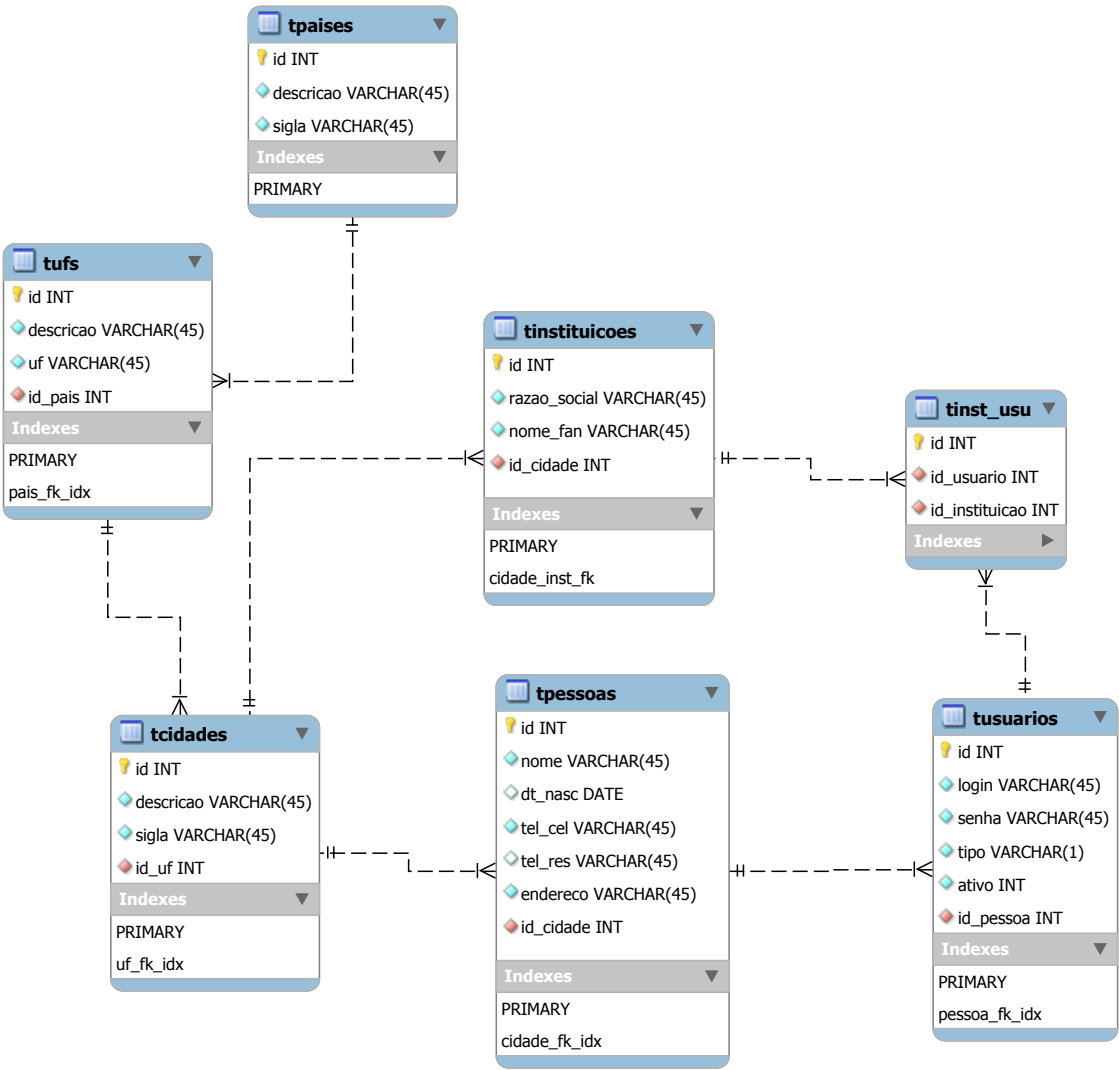 tpaises
id INT
descricao VARCHAR(45)
sigla VARCHAR(45)
Indexes
PRIMARY
tufs
id INT
descricao VARCHAR(45)
uf VARCHAR(45)
id_pais INT
Indexes
PRIMARY
pais_fk_idx
tinstituicoes
id INT
razao_social VARCHAR(45)
nome_fan VARCHAR(45)
id_cidade INT
Indexes
PRIMARY
cidade_inst_fk
tinst_usu
id INT
id_usuario INT
id_instituicao INT
Indexes
tcidades
id INT
descricao VARCHAR(45)
sigla VARCHAR(45)
id_uf INT
Indexes
PRIMARY
uf_fk_idx
tpessoas
id INT
nome VARCHAR(45)
dt_nasc DATE
tel_cel VARCHAR(45)
tel_res VARCHAR(45)
endereco VARCHAR(45)
id_cidade INT
Indexes
PRIMARY
cidade_fk_idx
tusuarios
id INT
login VARCHAR(45)
senha VARCHAR(45)
tipo VARCHAR(1)
ativo INT
id_pessoa INT
Indexes
PRIMARY
pessoa_fk_idx